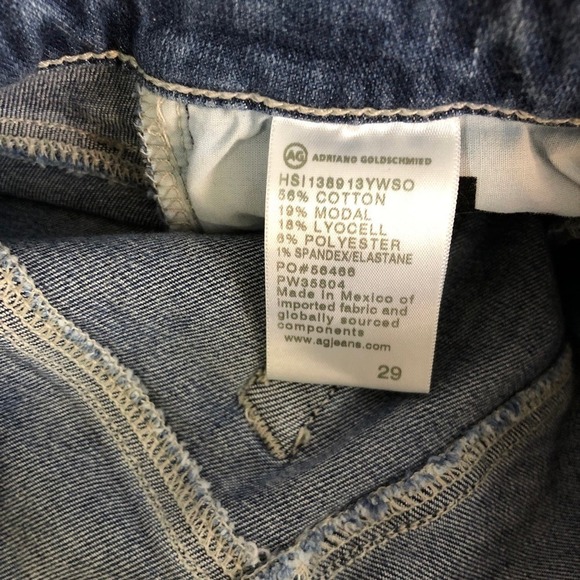 AG ADRIANO GOLDSCHMIED
HSI138913YWSO
56% COTTON
19% MODAL
18% LYOCELL
6% POLYESTER
1% SPANDEX/ELASTANE
PO#56468
PW35804
Made in Mexico of
imported fabric and
globally sourced
components
www.agjeans.com
29